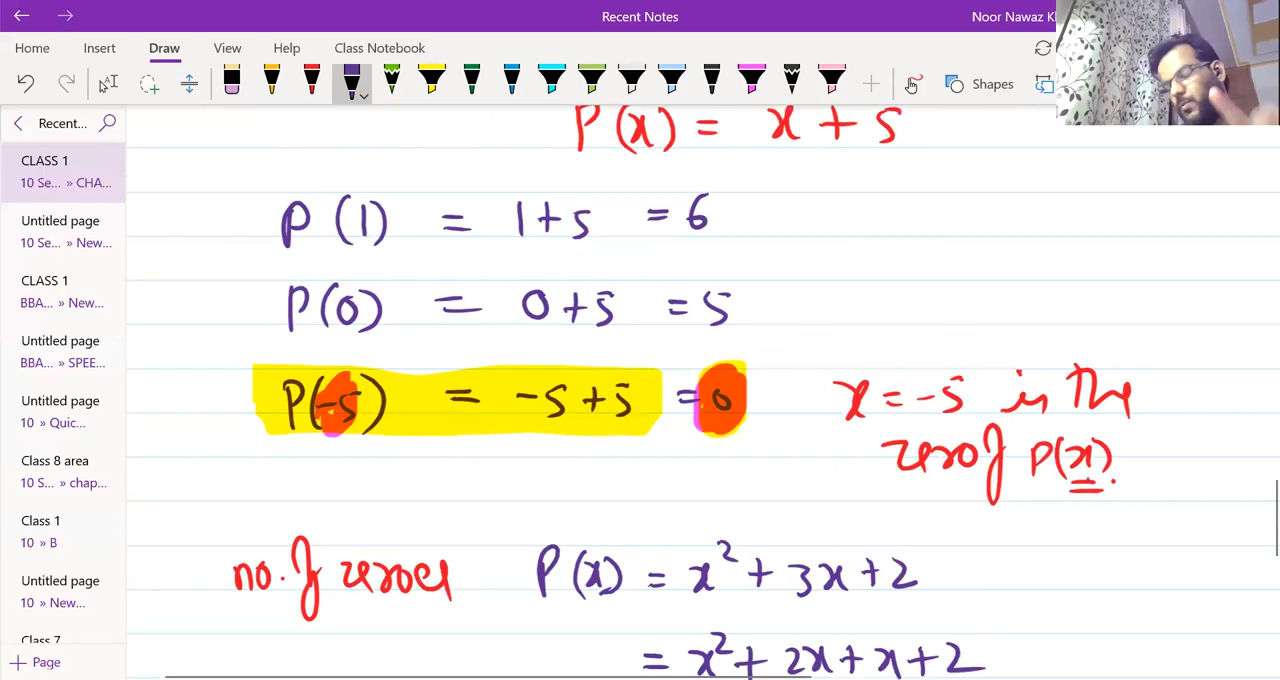 Recent Notes
Noor Nawaz Kh
Home Insert Draw View Help Class Notebook
Shapes
Recent...
CLASS 1
10 Se... » CHA...
Untitled page
10 Se... » New...
CLASS 1
BBA... » New...
Untitled page
BBA... » SPEE...
Untitled page
10 » Quic...
Class 8 area
10 S... » chap...
Class 1
10 » B
Untitled page
10 » New...
Class 7
+ Page
P(x) = x + 5
P(1) = 1+5 = 6
P(0) = 0+5 = 5
P(-5) = -5+5 = 0
x = -5 is the
zero of P(x).
no. of zeroes P(x) = x² + 3x + 2
= x² + 2x + x + 2